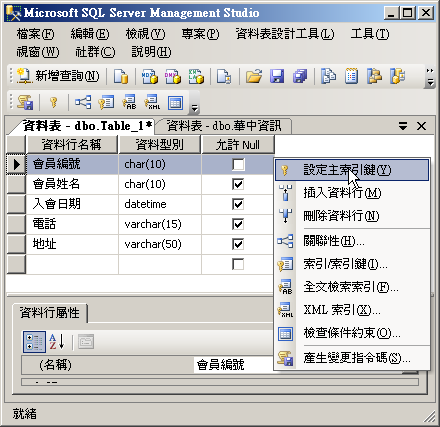 Microsoft SQL Server Management Studio
檔案(F) 編輯(E) 檢視(V) 專案(P) 資料表設計工具(L) 工具(T)
視窗(W) 社群(C) 說明(H)
新增查詢(N)
資料表 - dbo.Table_1* 資料表 - dbo.華中資訊
資料行名稱 資料型別 允許 Null
會員編號 char(10)
會員姓名 char(10)
入會日期 datetime
電話 varchar(15)
地址 varchar(50)
設定主索引鍵(Y)
插入資料行(M)
刪除資料行(N)
關聯性(H)...
索引/索引鍵(I)...
全文檢索索引(F)...
XML 索引(X)...
檢查條件約束(O)...
產生變更指令碼(S)...
資料行屬性
(名稱) 會員編號
就緒